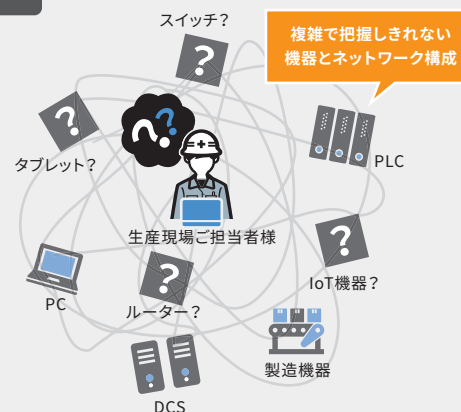 スイッチ?
複雑で把握しきれない
機器とネットワーク構成
?
?
?
?
タブレット?
PLC
生産現場ご担当者様
?
IoT機器?
?
PC
ルーター?
製造機器
DCS